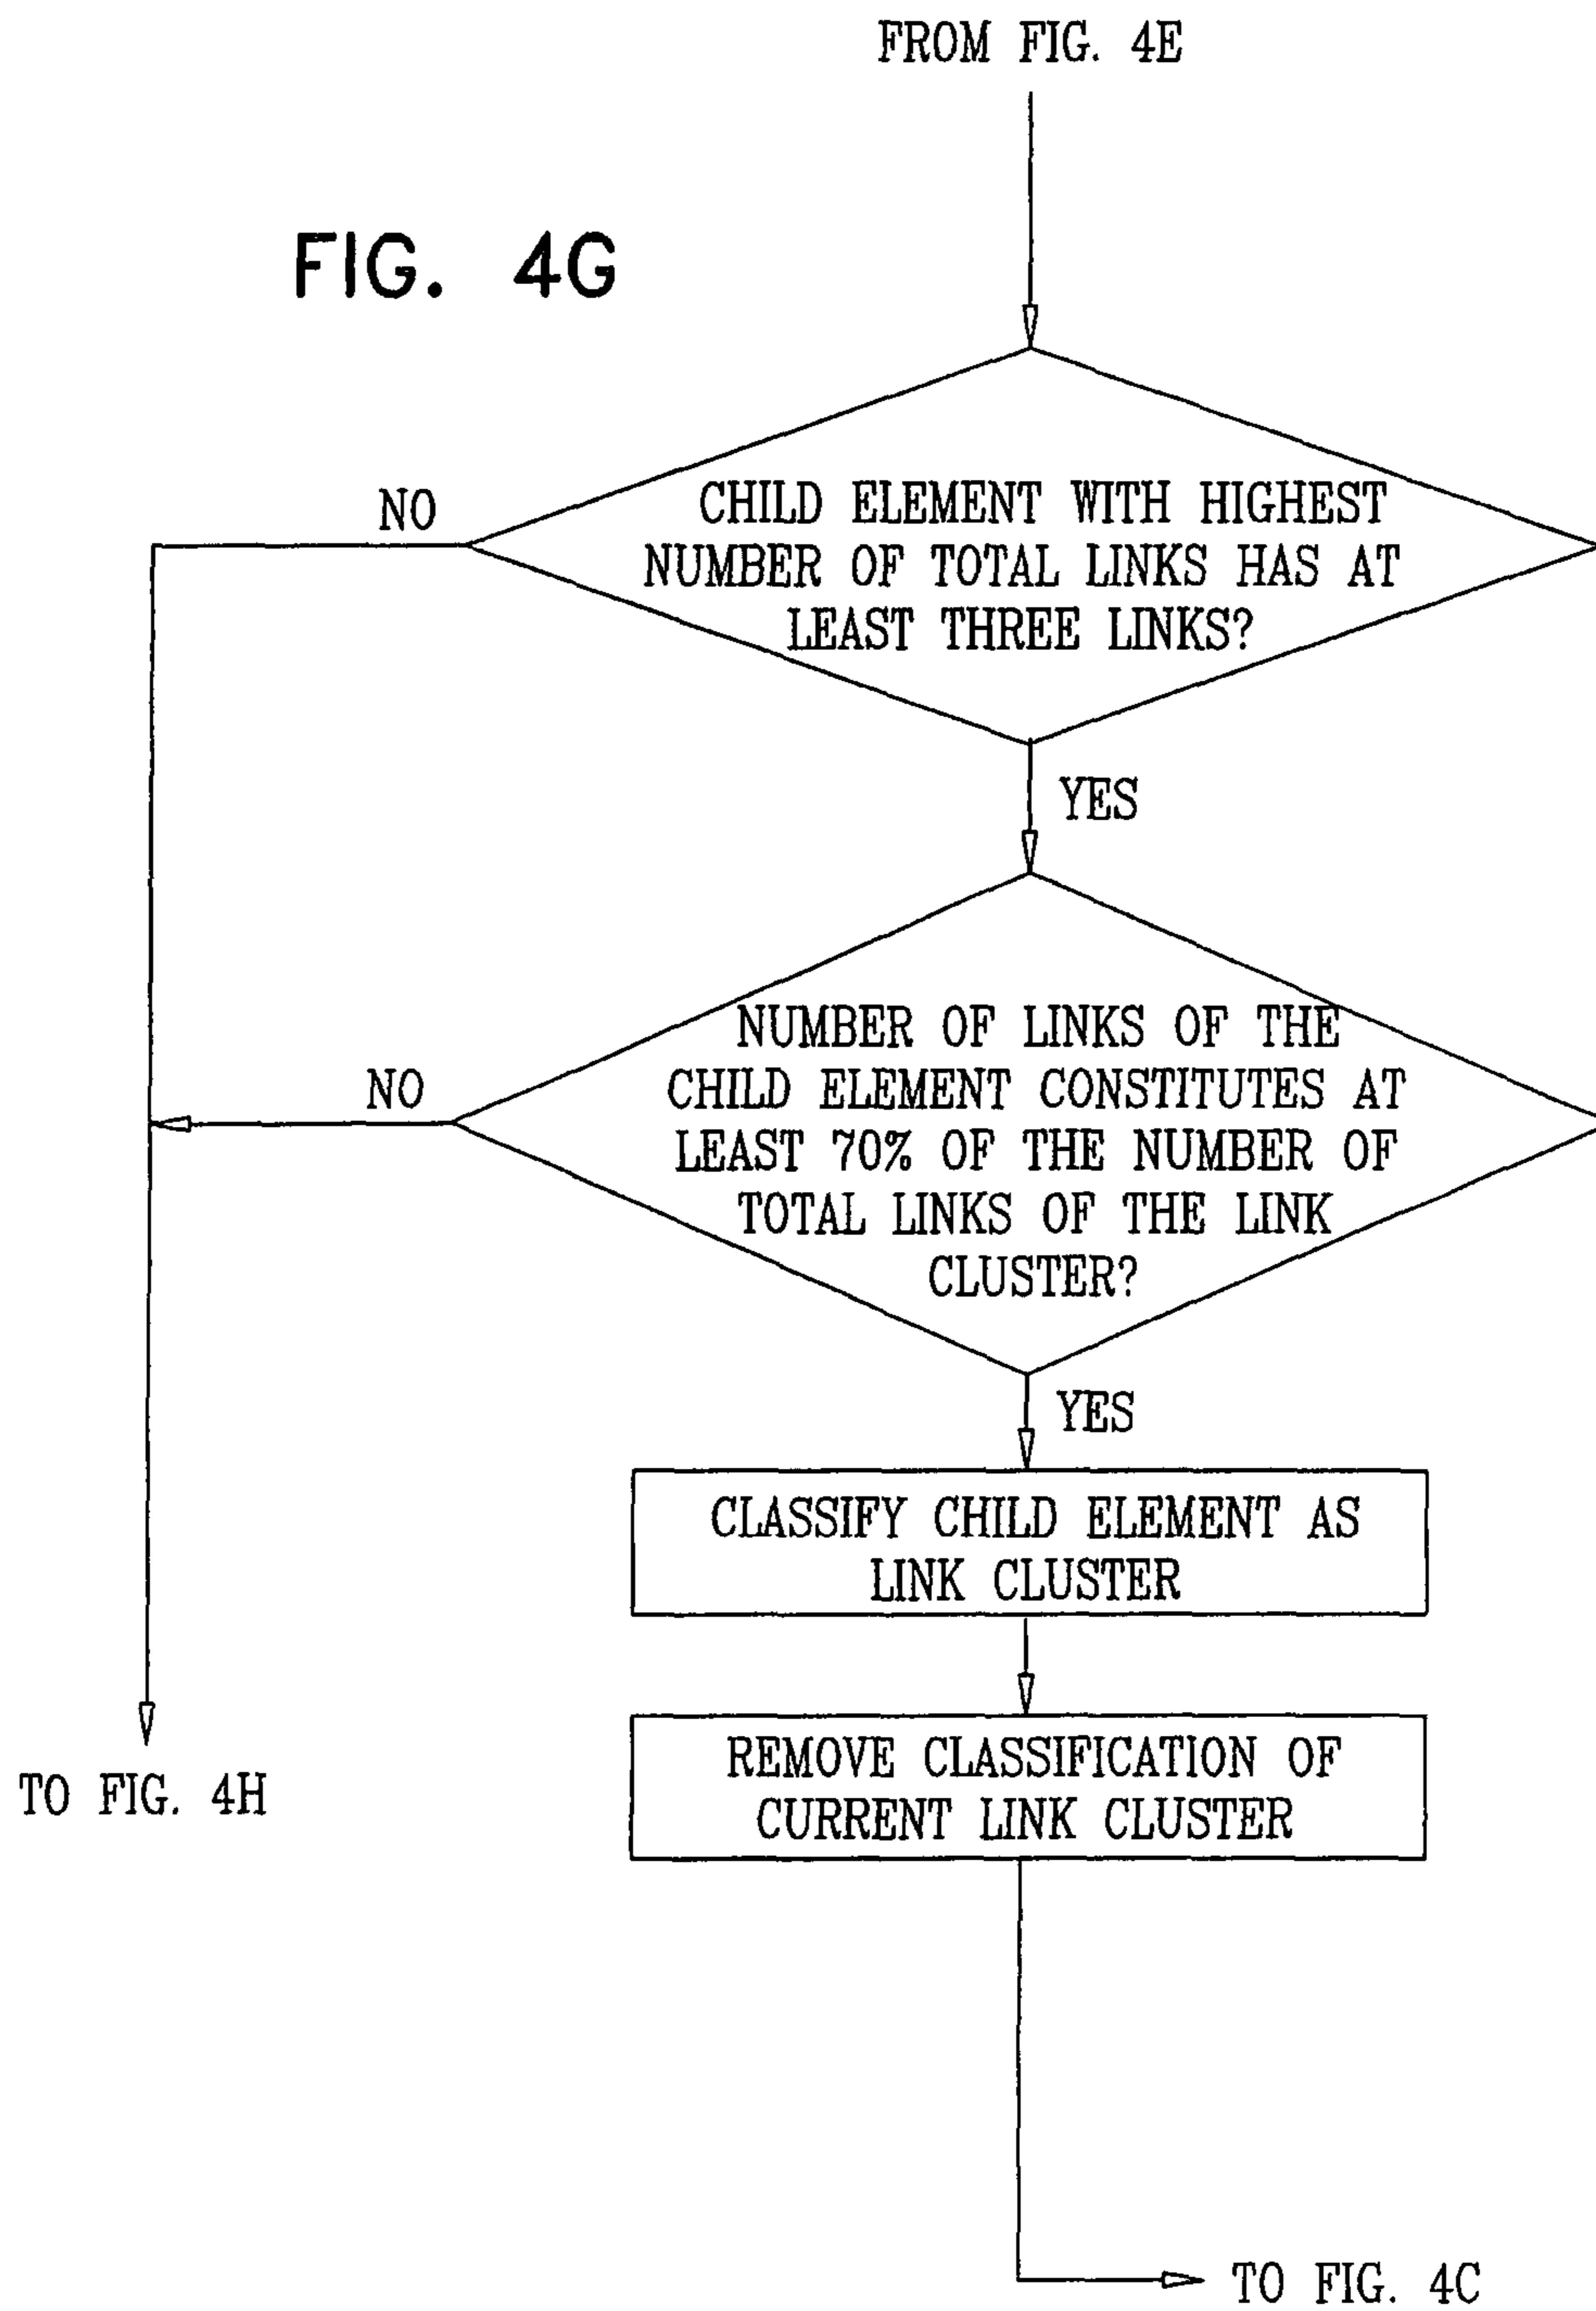 FROM FIG. 4E
FIG. 4G
CHILD ELEMENT WITH HIGHEST
NUMBER OF TOTAL LINKS HAS AT
LEAST THREE LINKS?
NO
YES
NUMBER OF LINKS OF THE
CHILD ELEMENT CONSTITUTES AT
LEAST 70% OF THE NUMBER OF
TOTAL LINKS OF THE LINK
CLUSTER?
NO
YES
CLASSIFY CHILD ELEMENT AS
LINK CLUSTER
REMOVE CLASSIFICATION OF
CURRENT LINK CLUSTER
TO FIG. 4H
TO FIG. 4C